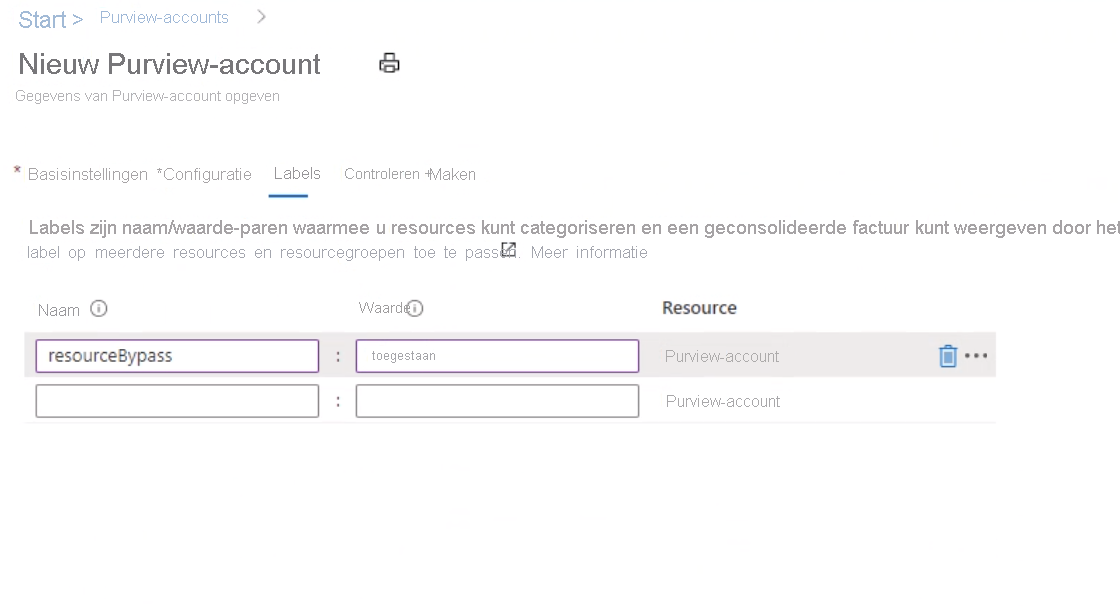 Start > Purview-accounts >
Nieuw Purview-account
Gegevens van Purview-account opgeven
* Basisinstellingen *Configuratie Labels Controleren + Maken
Labels zijn naam/waarde-paren waarmee u resources kunt categoriseren en een geconsolideerde factuur kunt weergeven door het
label op meerdere resources en resourcegroepen toe te passen. Meer informatie
Naam Waarde Resource
resourceBypass : toegestaan Purview-account
: Purview-account